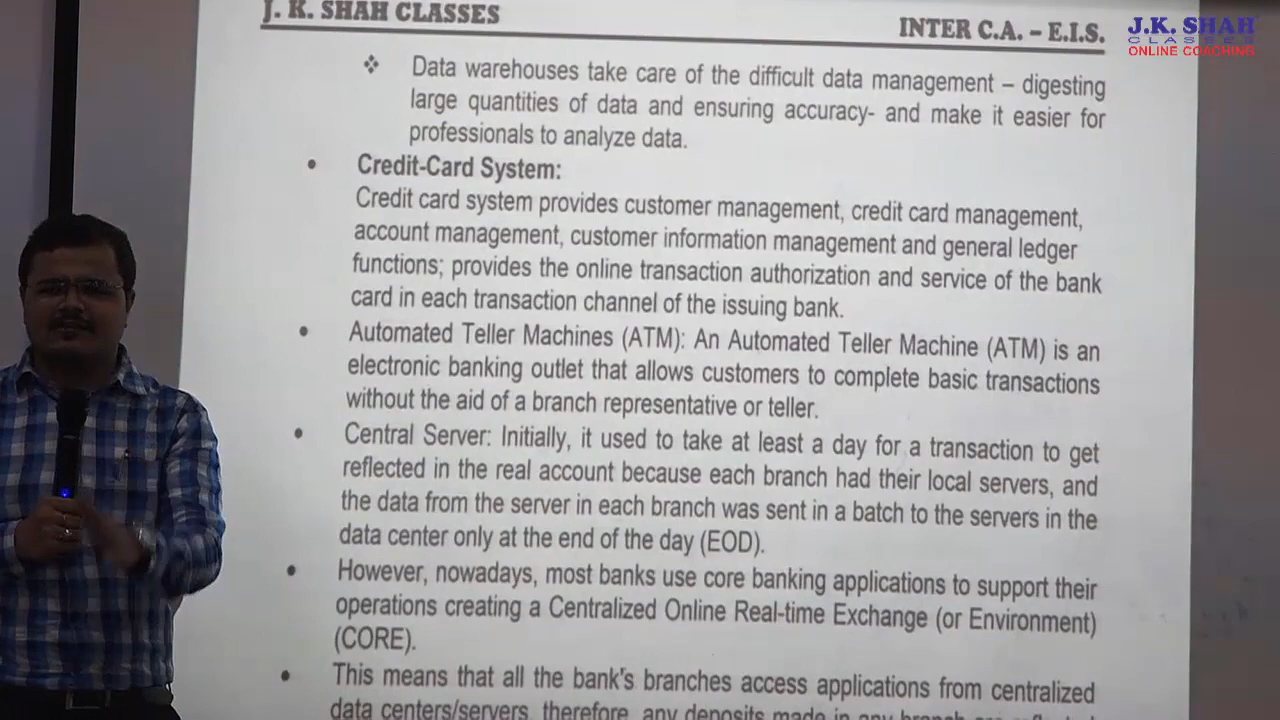 J. K. SHAH CLASSES
INTER C.A. – E.I.S.
J.K. SHAH
CLASSES
ONLINE COACHING
❖ Data warehouses take care of the difficult data management – digesting
large quantities of data and ensuring accuracy- and make it easier for
professionals to analyze data.
• Credit-Card System:
Credit card system provides customer management, credit card management,
account management, customer information management and general ledger
functions; provides the online transaction authorization and service of the bank
card in each transaction channel of the issuing bank.
• Automated Teller Machines (ATM): An Automated Teller Machine (ATM) is an
electronic banking outlet that allows customers to complete basic transactions
without the aid of a branch representative or teller.
• Central Server: Initially, it used to take at least a day for a transaction to get
reflected in the real account because each branch had their local servers, and
the data from the server in each branch was sent in a batch to the servers in the
data center only at the end of the day (EOD).
• However, nowadays, most banks use core banking applications to support their
operations creating a Centralized Online Real-time Exchange (or Environment)
(CORE).
• This means that all the bank's branches access applications from centralized
data centers/servers, therefore, any deposits made in any branch are reflected